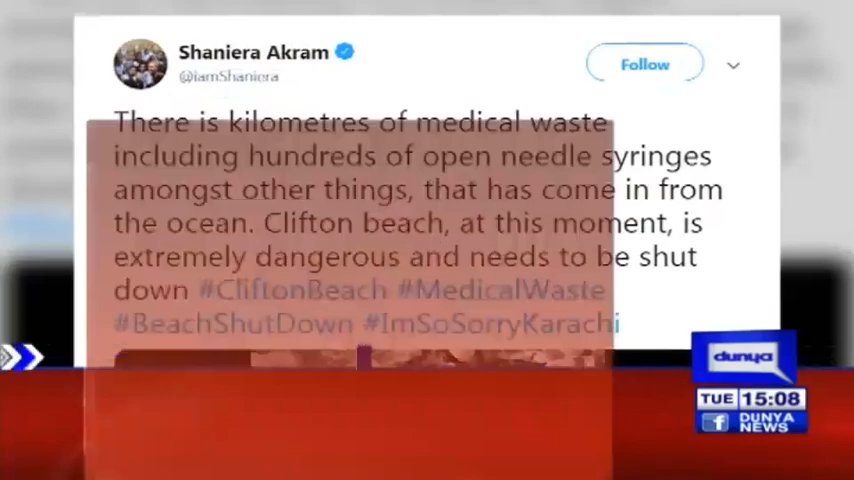 Shaniera Akram
@iamShaniera
Follow
There is kilometres of medical waste
including hundreds of open needle syringes
amongst other things, that has come in from
the ocean. Clifton beach, at this moment, is
extremely dangerous and needs to be shut
down #CliftonBeach #MedicalWaste
#BeachShutDown #ImSoSorryKarachi
dunya
TUE 15:08
f DUNYA
NEWS